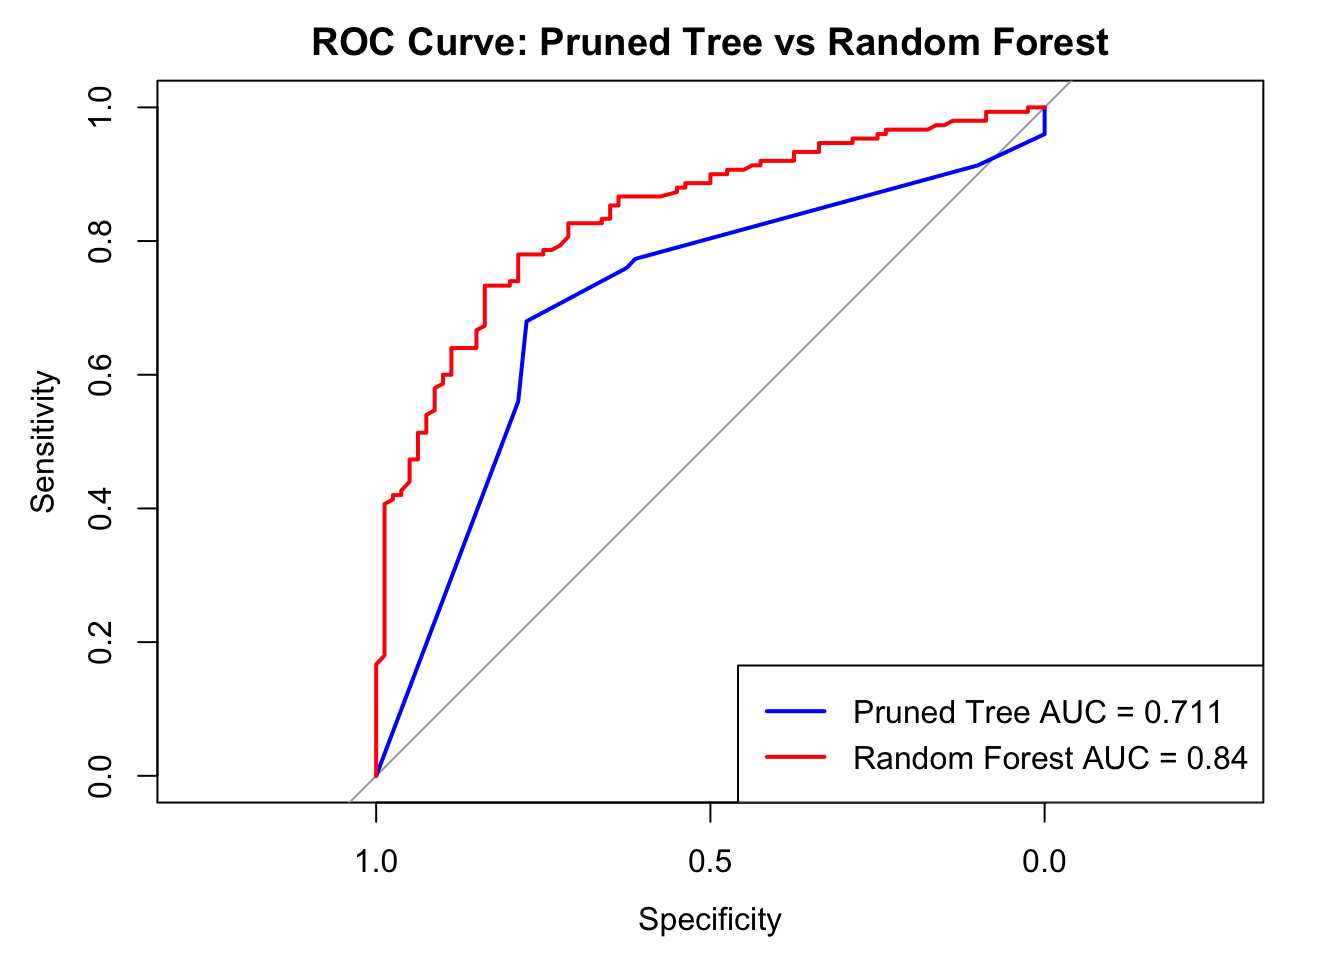 ROC Curve: Pruned Tree vs Random Forest
1.0
0.8
0.6
0.4
0.2
0.0
Sensitivity
Pruned Tree AUC = 0.711
Random Forest AUC = 0.84
1.0 0.5 0.0
Specificity